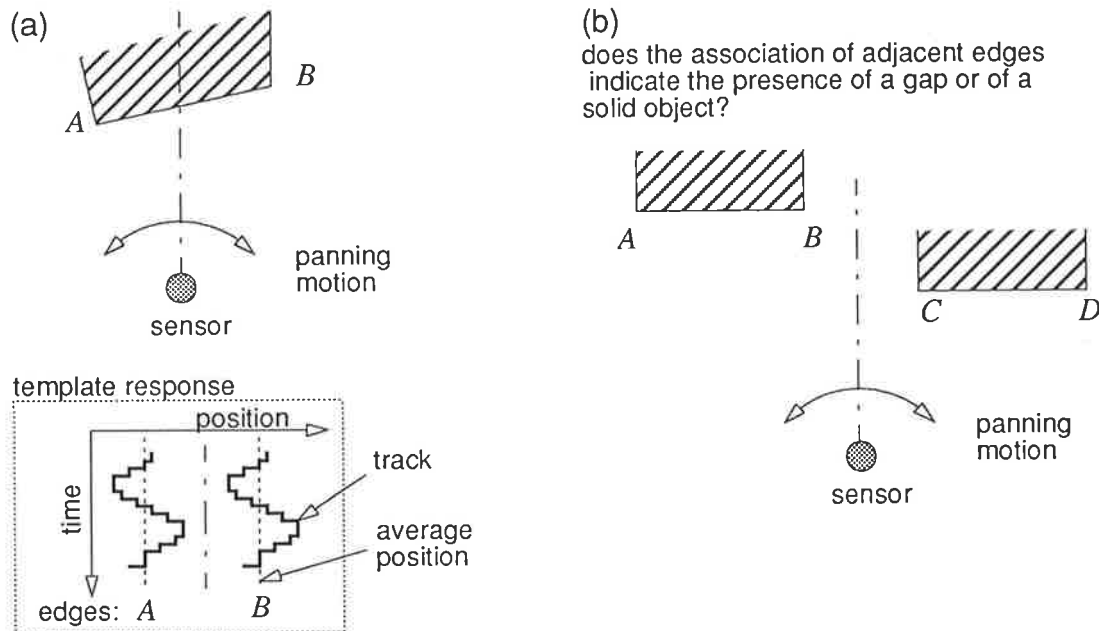 (a)
B
A
panning
motion
sensor
template response
position
time
track
average
position
edges: A B
(b)
does the association of adjacent edges
indicate the presence of a gap or of a
solid object?
A B
C D
panning
motion
sensor